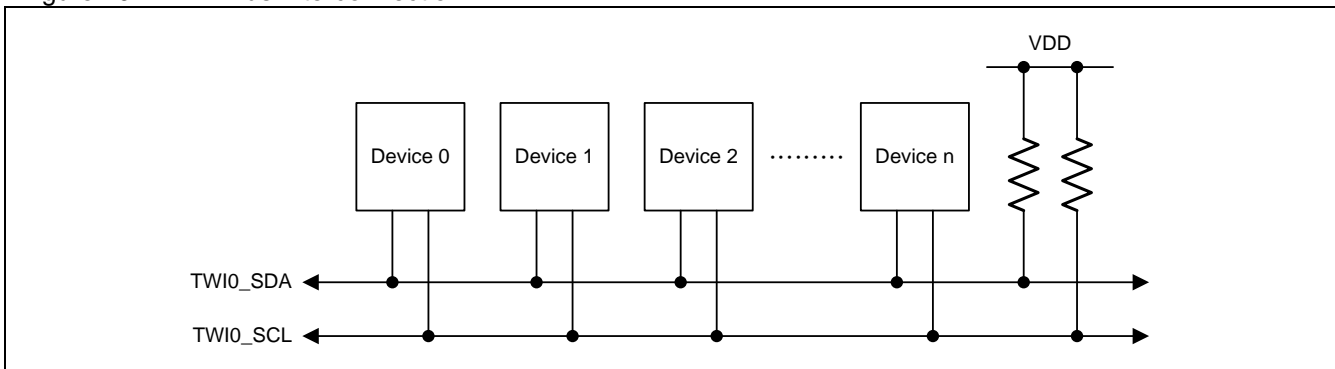 VDD
Device 0 Device 1 Device 2 ········· Device n
TWI0_SDA
TWI0_SCL